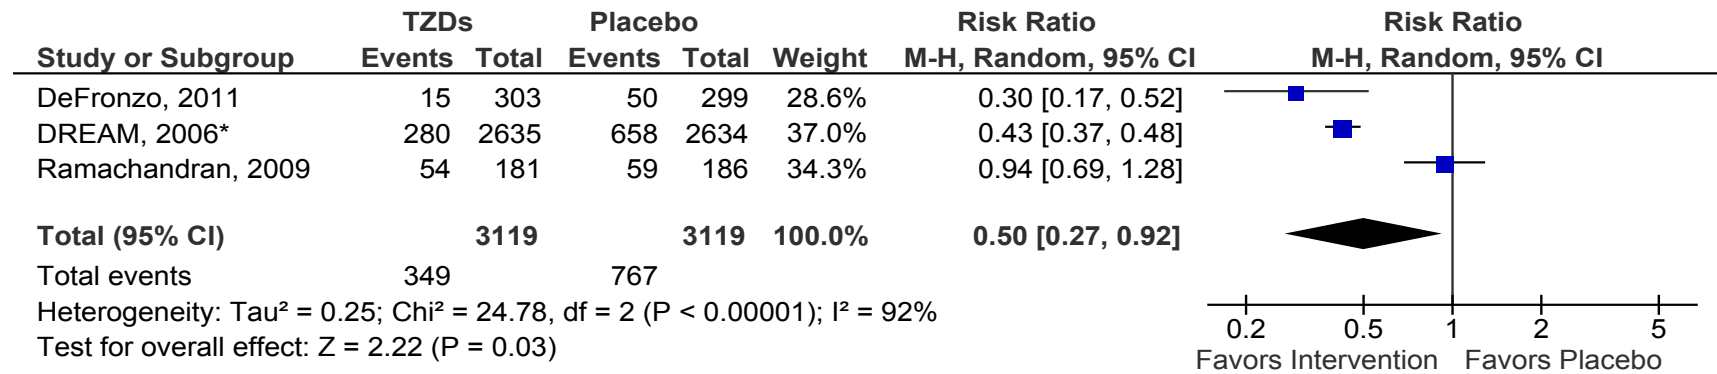 TZDs Placebo Risk Ratio Risk Ratio
Study or Subgroup Events Total Events Total Weight M-H, Random, 95% CI M-H, Random, 95% CI
DeFronzo, 2011 15 303 50 299 28.6% 0.30 [0.17, 0.52]
DREAM, 2006* 280 2635 658 2634 37.0% 0.43 [0.37, 0.48]
Ramachandran, 2009 54 181 59 186 34.3% 0.94 [0.69, 1.28]
Total (95% CI) 3119 3119 100.0% 0.50 [0.27, 0.92]
Total events 349 767
Heterogeneity: Tau² = 0.25; Chi² = 24.78, df = 2 (P < 0.00001); I² = 92%
Test for overall effect: Z = 2.22 (P = 0.03)
0.2 0.5 1 2 5
Favors Intervention Favors Placebo